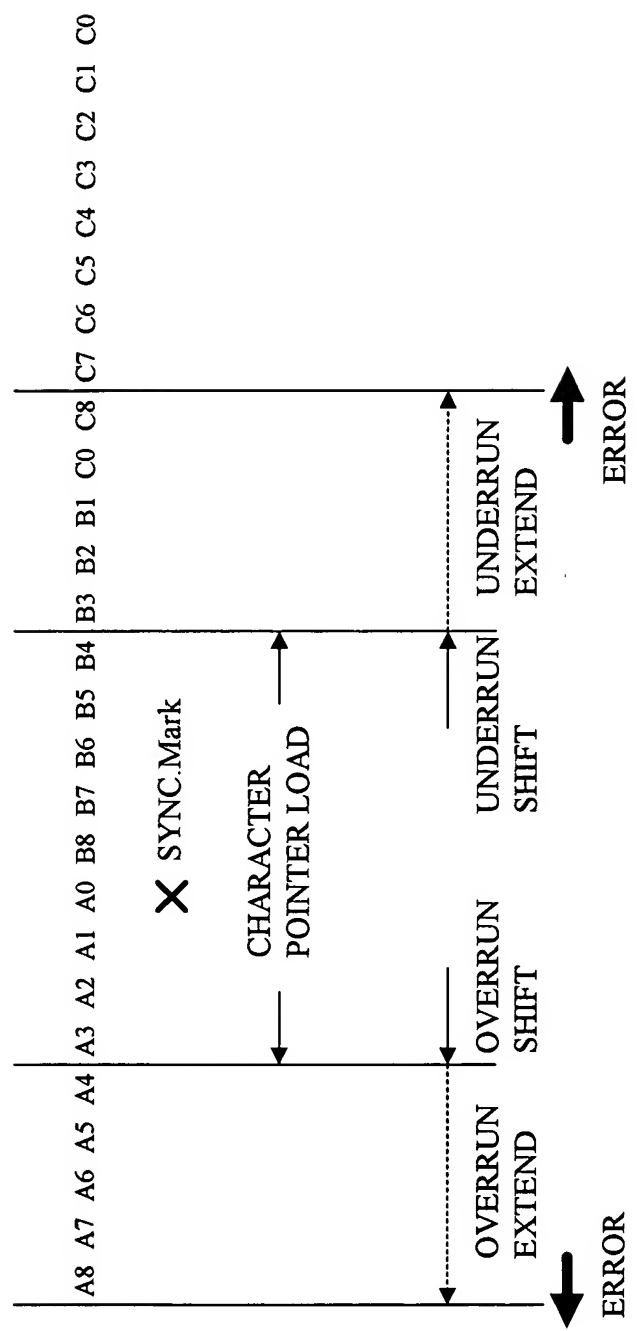 A8 A7 A6 A5 A4 A3 A2 A1 A0 B8 B7 B6 B5 B4 B3 B2 B1 C0 C8 C7 C6 C5 C4 C3 C2 C1 C0
SYNC.Mark
CHARACTER
POINTER LOAD
OVERRUN
EXTEND
OVERRUN
SHIFT
UNDERRUN
SHIFT
UNDERRUN
EXTEND
ERROR
ERROR